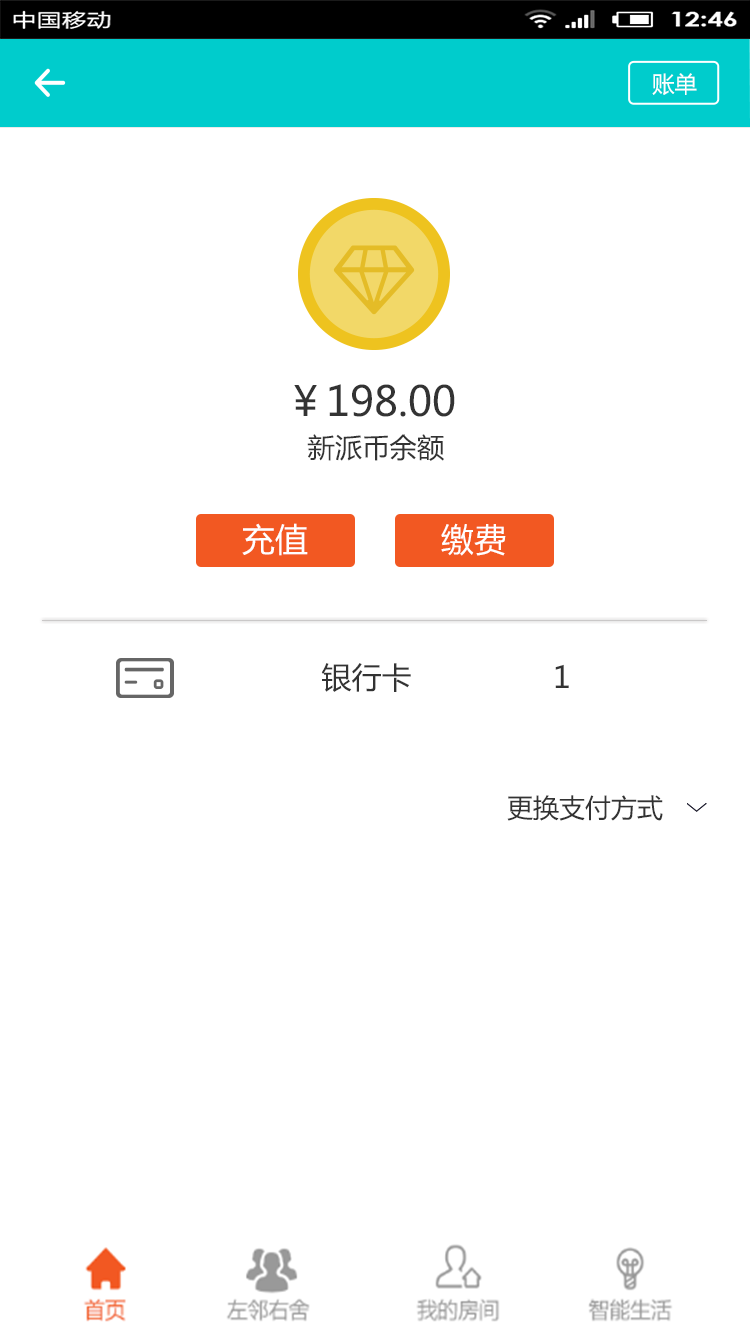 中国移动 12:46
账单
¥ 198.00
新派币余额
充值 缴费
银行卡 1
更换支付方式
首页 左邻右舍 我的房间 智能生活